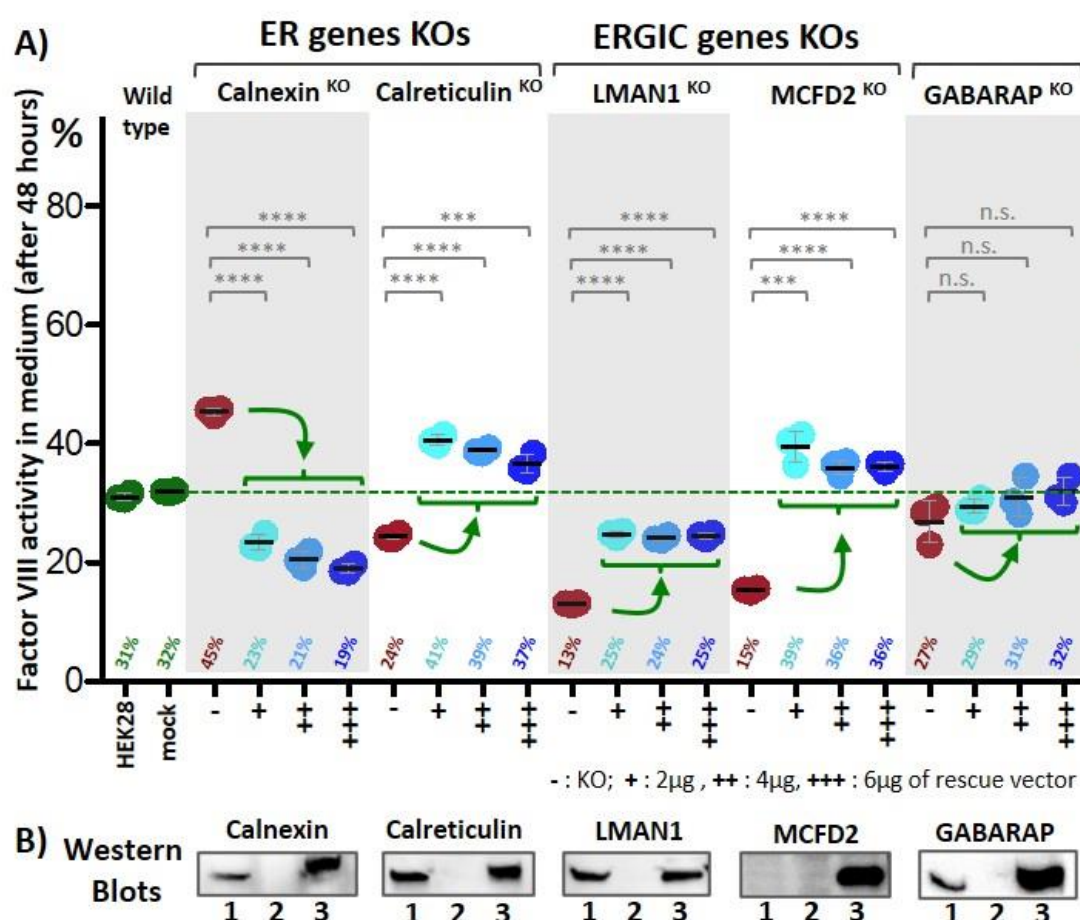 A)
ER genes KOs
ERGIC genes KOs
Wild type
Calnexin KO
Calreticulin KO
LMAN1 KO
MCFD2 KO
GABARAP KO
%
Factor VIII activity in medium (after 48 hours)
80
60
40
20
0
**** *** **** **** n.s.
**** **** **** **** n.s.
**** **** **** *** n.s.
31% 32% 45% 23% 21% 19% 24% 41% 39% 37% 13% 25% 24% 25% 15% 39% 36% 36% 27% 29% 31% 32%
HEK28 mock - + ++ +++ - + ++ +++ - + ++ +++ - + ++ +++ - + ++ +++
- : KO; + : 2µg , ++ : 4µg, +++ : 6µg of rescue vector
B)
Western
Blots
Calnexin Calreticulin LMAN1 MCFD2 GABARAP
1 2 3 1 2 3 1 2 3 1 2 3 1 2 3